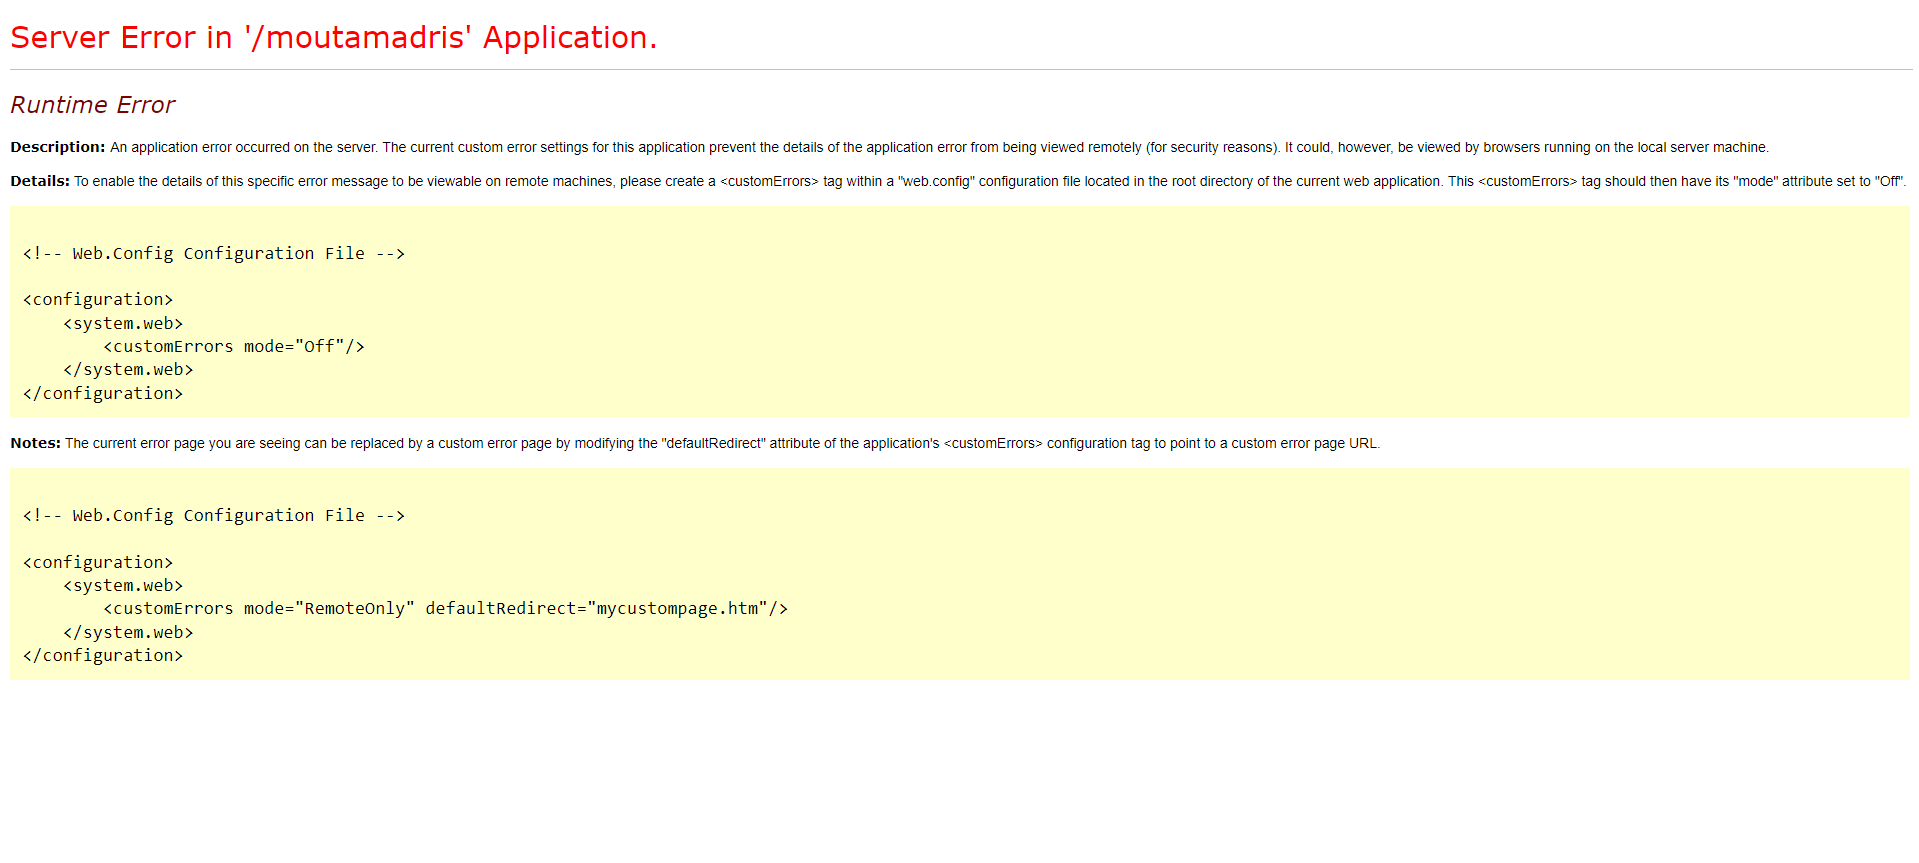 Server Error in '/moutamadris' Application.
Runtime Error
Description: An application error occurred on the server. The current custom error settings for this application prevent the details of the application error from being viewed remotely (for security reasons). It could, however, be viewed by browsers running on the local server machine.
Details: To enable the details of this specific error message to be viewable on remote machines, please create a <customErrors> tag within a "web.config" configuration file located in the root directory of the current web application. This <customErrors> tag should then have its "mode" attribute set to "Off".
<!-- Web.Config Configuration File -->
<configuration>
    <system.web>
        <customErrors mode="Off"/>
    </system.web>
</configuration>
Notes: The current error page you are seeing can be replaced by a custom error page by modifying the "defaultRedirect" attribute of the application's <customErrors> configuration tag to point to a custom error page URL.
<!-- Web.Config Configuration File -->
<configuration>
    <system.web>
        <customErrors mode="RemoteOnly" defaultRedirect="mycustompage.htm"/>
    </system.web>
</configuration>